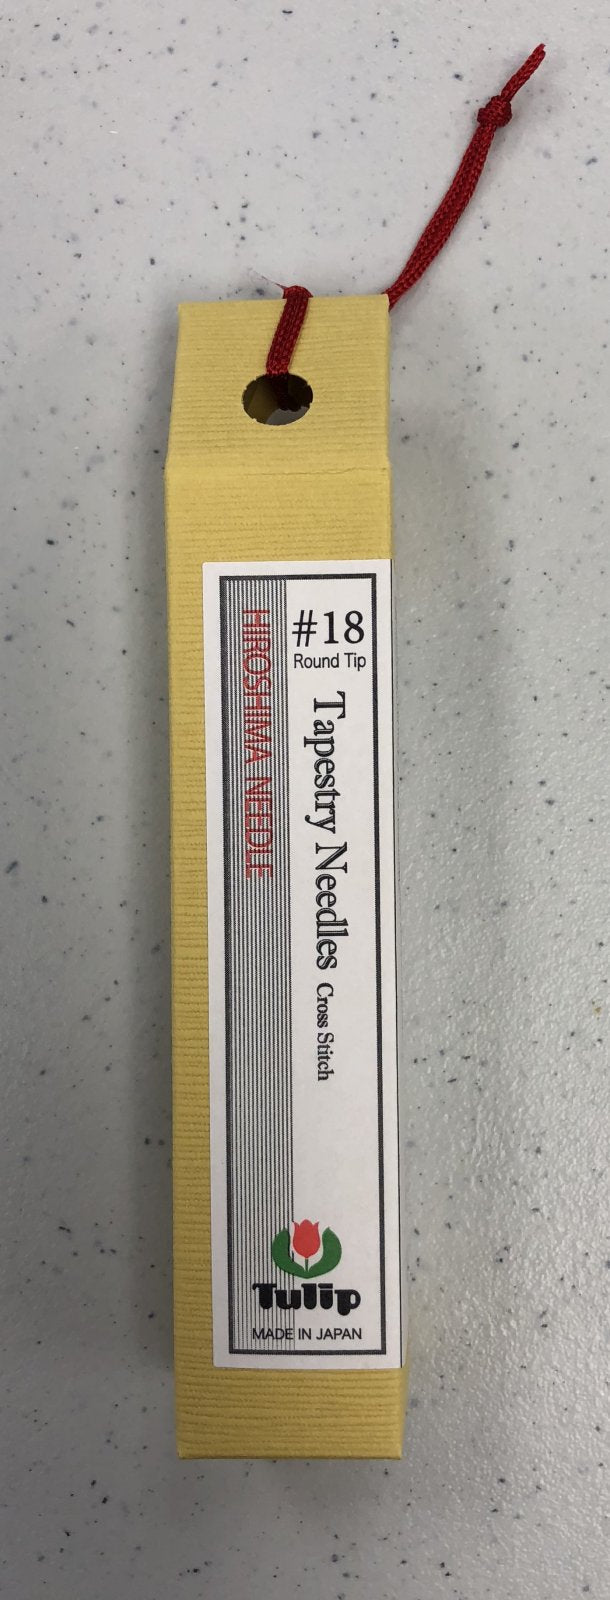 #18
Round Tip
Tapestry Needles Cross Stitch
HIROSHIMA NEEDLE
Tulip
MADE IN JAPAN